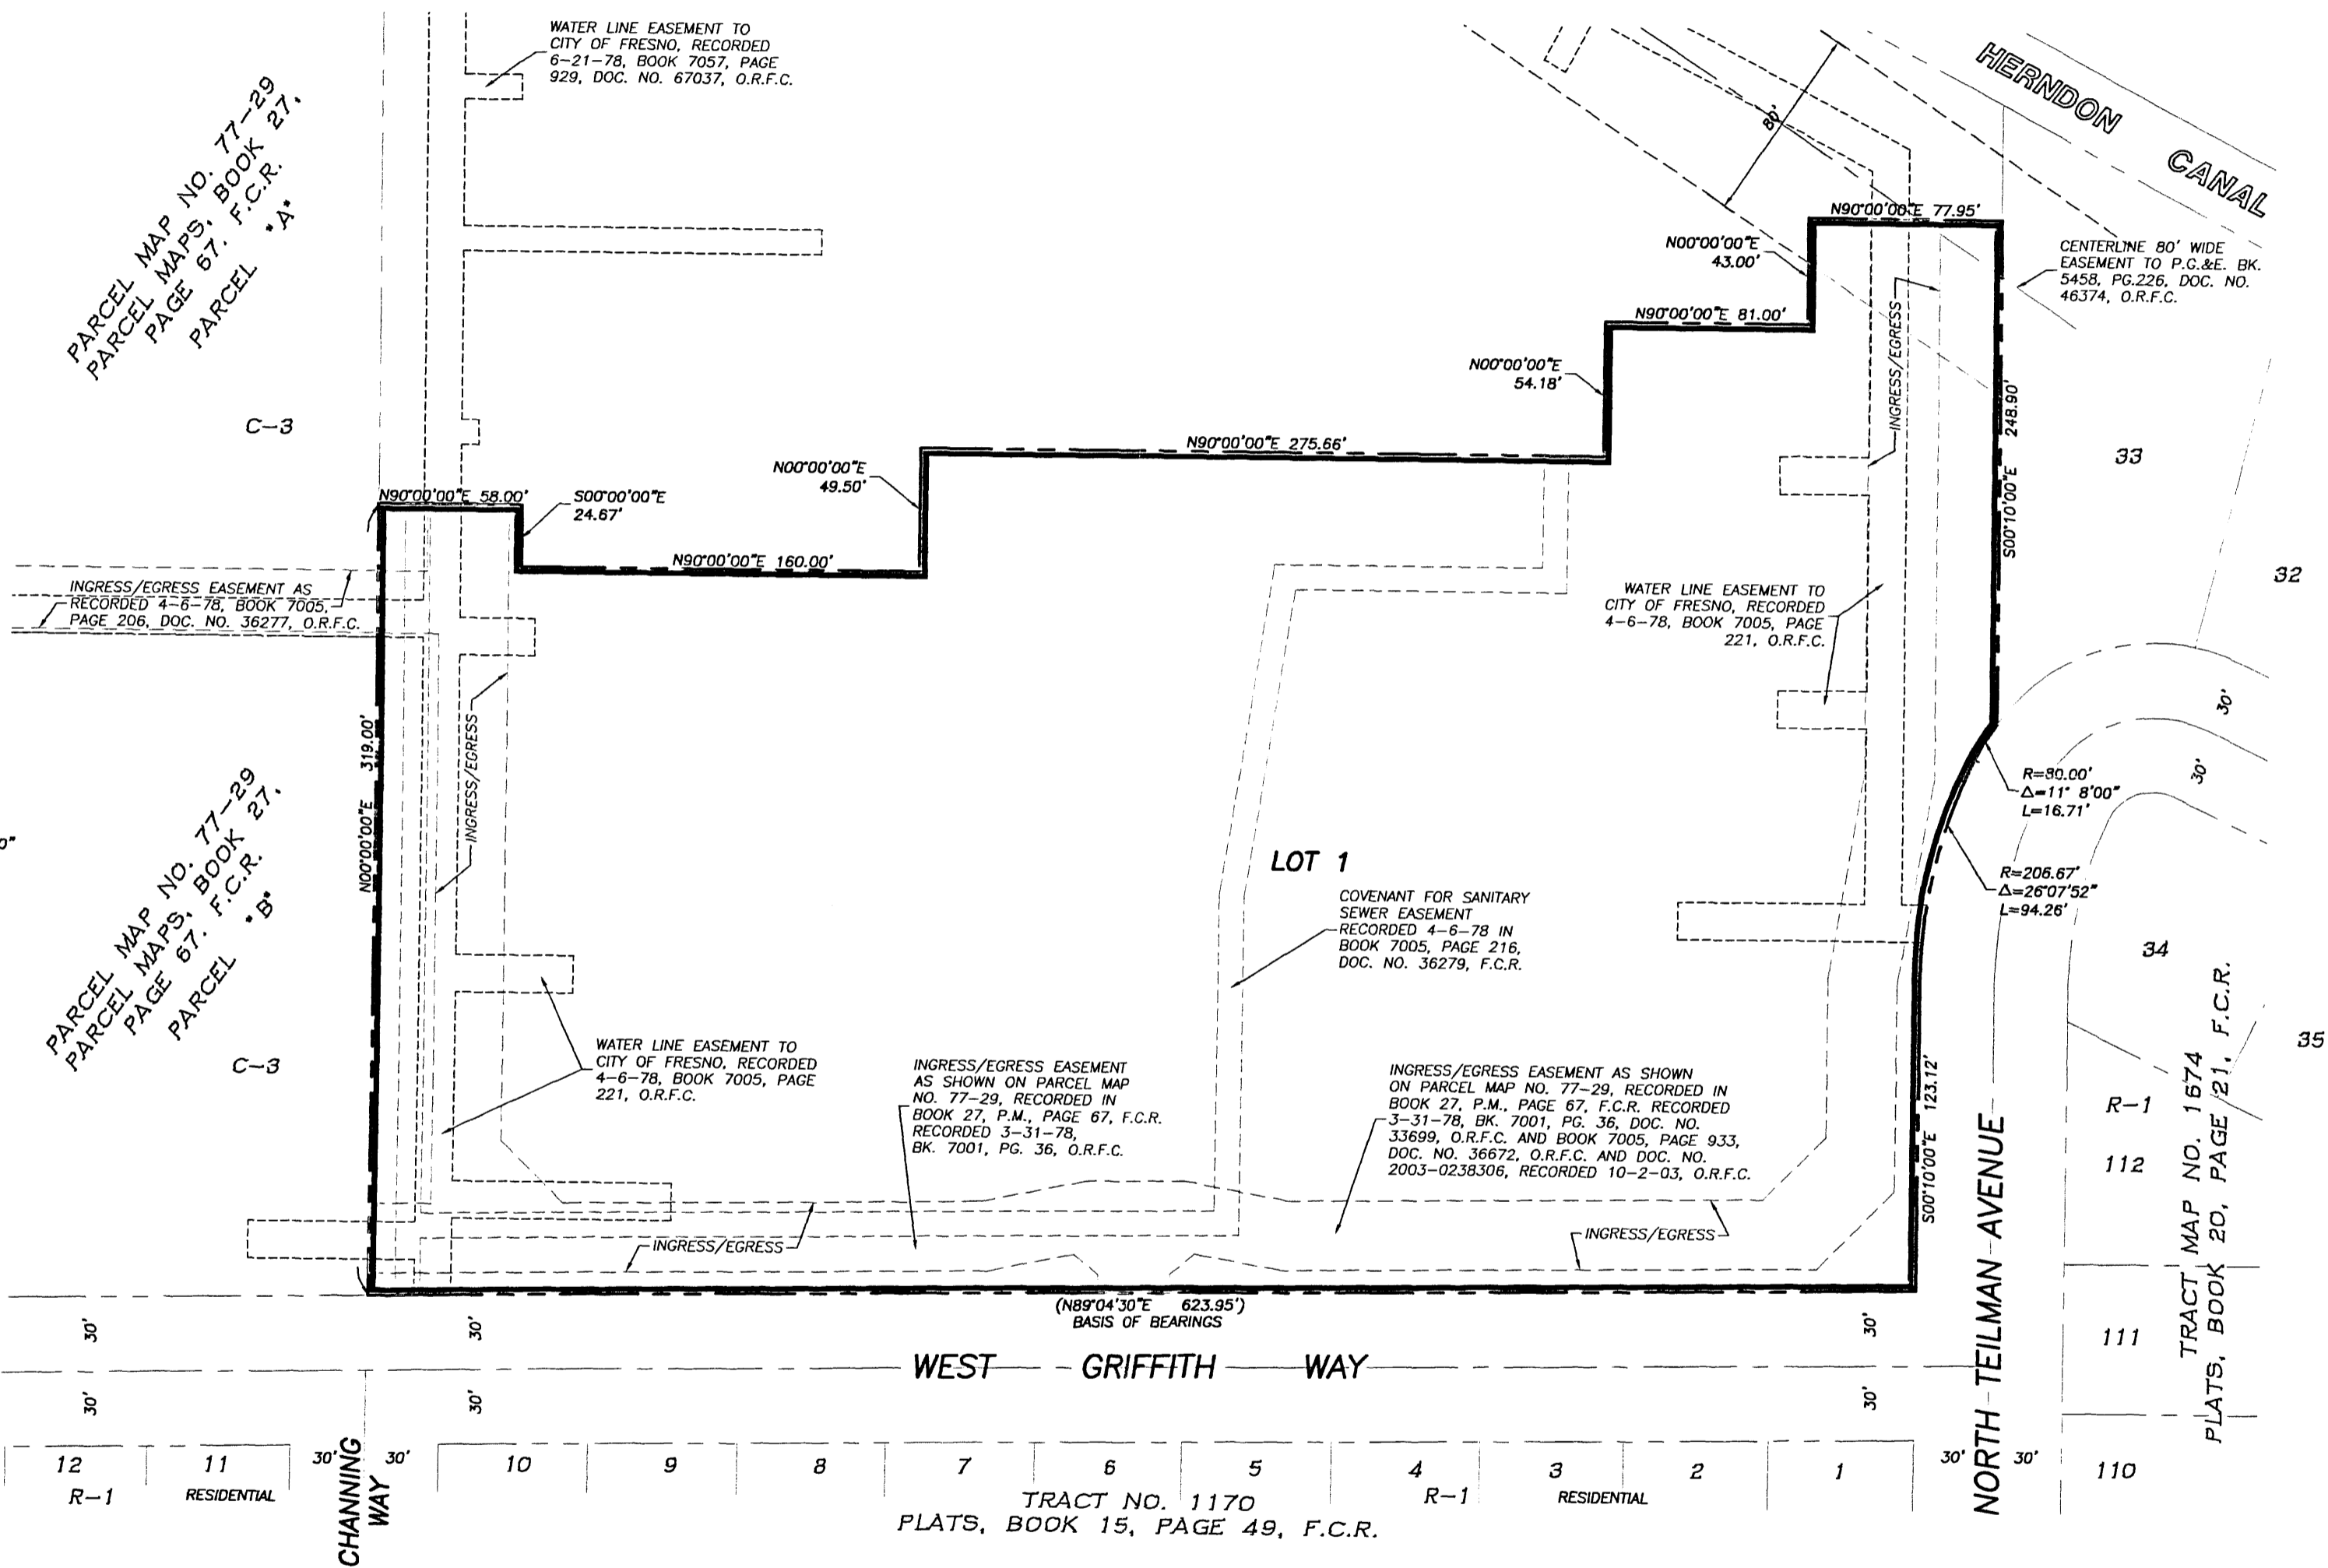 WATER LINE EASEMENT TO
CITY OF FRESNO, RECORDED
6-21-78, BOOK 7057, PAGE
929, DOC. NO. 67037, O.R.F.C.
HERNDON CANAL
80'
PARCEL MAP NO. 77-29
PARCEL MAPS, BOOK 27,
PAGE 67. F.C.R.
PARCEL "A"
C-3
N90°00'00"E 77.95'
N00°00'00"E
43.00'
CENTERLINE 80' WIDE
EASEMENT TO P.G.&E. BK.
5458, PG.226, DOC. NO.
46374, O.R.F.C.
N90°00'00"E 81.00'
INGRESS/EGRESS
N00°00'00"E
54.18'
S00°10'00"E 248.90'
33
N90°00'00"E 275.66'
N00°00'00"E
49.50'
N90°00'00"E 58.00'
S00°00'00"E
24.67'
N90°00'00"E 160.00'
32
INGRESS/EGRESS EASEMENT AS
RECORDED 4-6-78, BOOK 7005,
PAGE 206, DOC. NO. 36277, O.R.F.C.
WATER LINE EASEMENT TO
CITY OF FRESNO, RECORDED
4-6-78, BOOK 7005, PAGE
221, O.R.F.C.
N00°00'00"E 319.00'
INGRESS/EGRESS
30'
30'
R=80.00'
Δ=11° 8'00"
L=16.71'
0"
PARCEL MAP NO. 77-29
PARCEL MAPS, BOOK 27,
PAGE 67. F.C.R.
PARCEL "B"
C-3
LOT 1
COVENANT FOR SANITARY
SEWER EASEMENT
RECORDED 4-6-78 IN
BOOK 7005, PAGE 216,
DOC. NO. 36279, F.C.R.
R=206.67'
Δ=26°07'52"
L=94.26'
34
35
WATER LINE EASEMENT TO
CITY OF FRESNO, RECORDED
4-6-78, BOOK 7005, PAGE
221, O.R.F.C.
INGRESS/EGRESS EASEMENT
AS SHOWN ON PARCEL MAP
NO. 77-29, RECORDED IN
BOOK 27, P.M., PAGE 67, F.C.R.
RECORDED 3-31-78,
BK. 7001, PG. 36, O.R.F.C.
INGRESS/EGRESS EASEMENT AS SHOWN
ON PARCEL MAP NO. 77-29, RECORDED IN
BOOK 27, P.M., PAGE 67, F.C.R. RECORDED
3-31-78, BK. 7001, PG. 36, DOC. NO.
33699, O.R.F.C. AND BOOK 7005, PAGE 933,
DOC. NO. 36672, O.R.F.C. AND DOC. NO.
2003-0238306, RECORDED 10-2-03, O.R.F.C.
S00°10'00"E 123.12'
R-1
112
TRACT MAP NO. 1674
PLATS, BOOK 20, PAGE 21, F.C.R.
INGRESS/EGRESS
INGRESS/EGRESS
(N89°04'30"E 623.95')
BASIS OF BEARINGS
30'
30'
30'
111
WEST GRIFFITH WAY
NORTH TEILMAN AVENUE
30'
30'
30'
12
11
30'
30'
10
9
8
7
6
5
4
3
2
1
30'
30'
110
R-1
RESIDENTIAL
CHANNING
WAY
R-1
RESIDENTIAL
TRACT NO. 1170
PLATS, BOOK 15, PAGE 49, F.C.R.